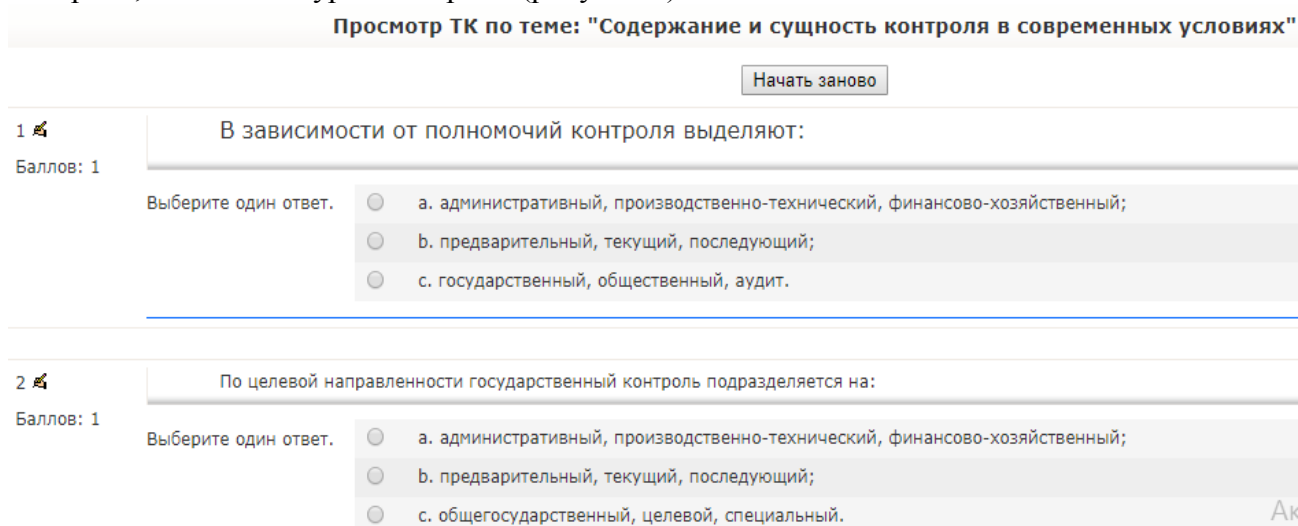 Просмотр ТК по теме: "Содержание и сущность контроля в современных условиях"
Начать заново
1
В зависимости от полномочий контроля выделяют:
Баллов: 1
Выберите один ответ.
a. административный, производственно-технический, финансово-хозяйственный;
b. предварительный, текущий, последующий;
c. государственный, общественный, аудит.
2
По целевой направленности государственный контроль подразделяется на:
Баллов: 1
Выберите один ответ.
a. административный, производственно-технический, финансово-хозяйственный;
b. предварительный, текущий, последующий;
c. общегосударственный, целевой, специальный.
Ак